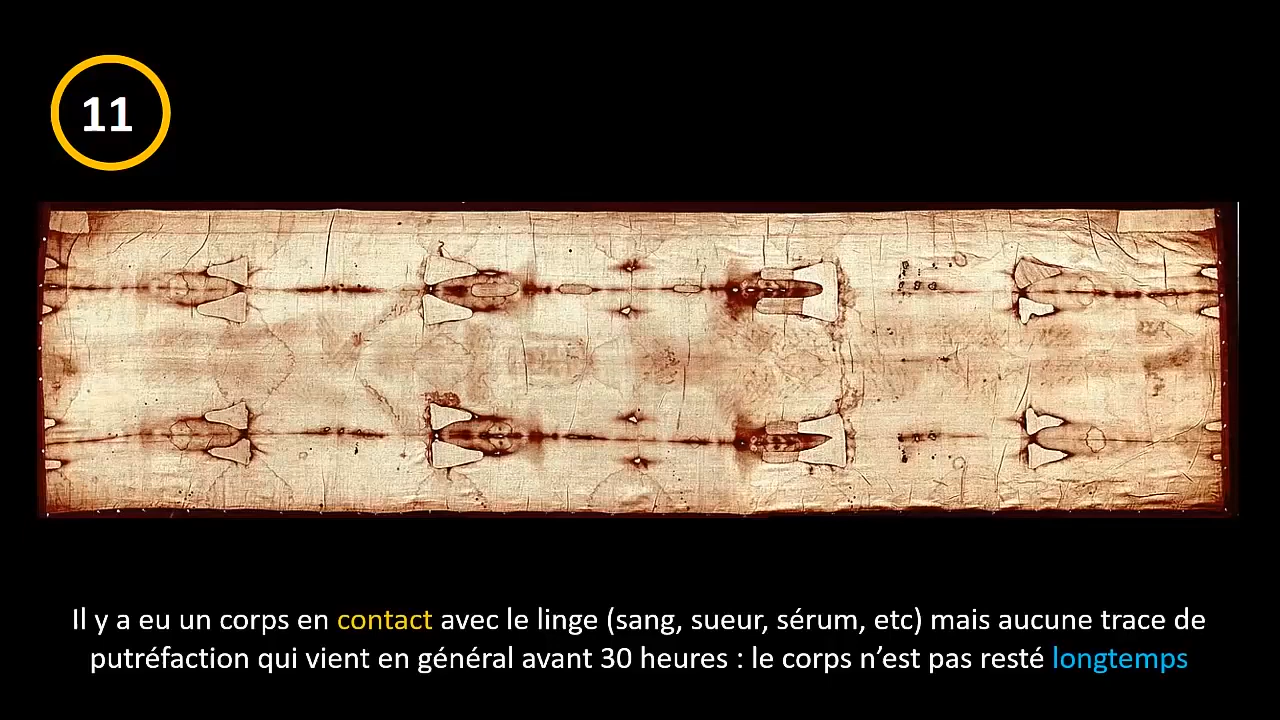 11
Il y a eu un corps en contact avec le linge (sang, sueur, sérum, etc) mais aucune trace de
putréfaction qui vient en général avant 30 heures : le corps n’est pas resté longtemps